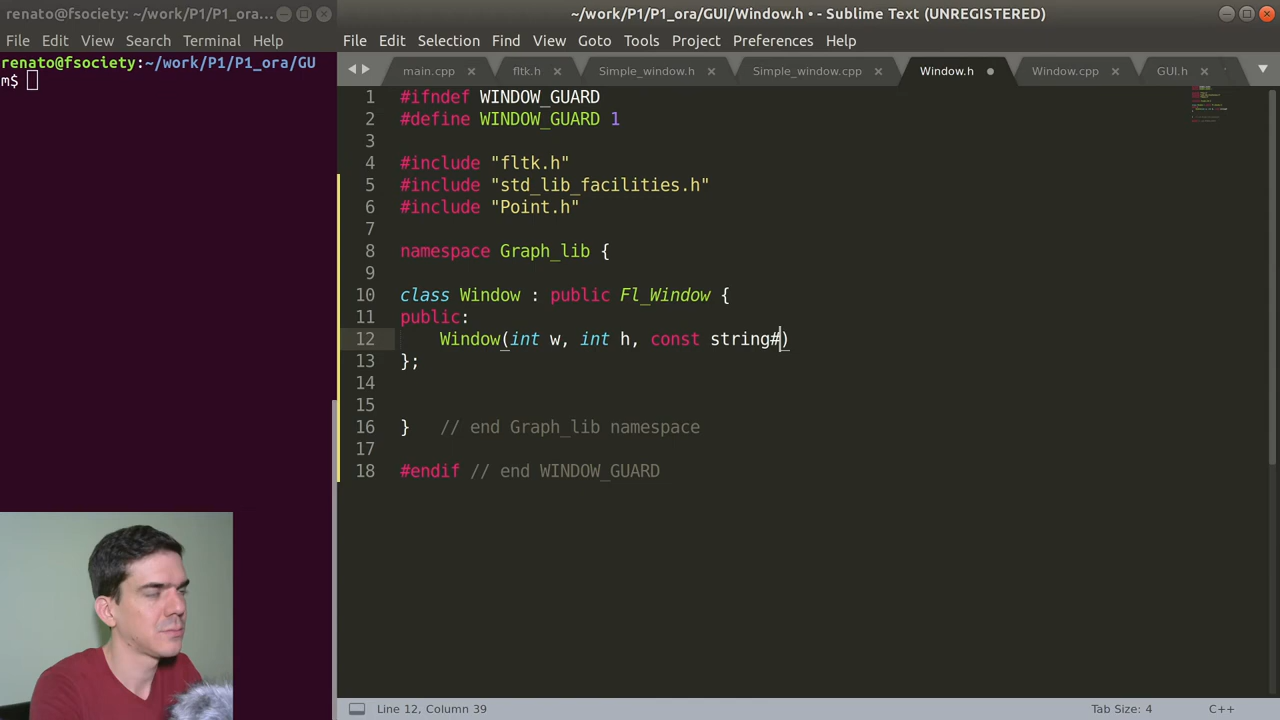 renato@fsociety: ~/work/P1/P1_ora/...
File Edit View Search Terminal Help
renato@fsociety:~/work/P1/P1_ora/GU
m$
~/work/P1/P1_ora/GUI/Window.h • - Sublime Text (UNREGISTERED)
File Edit Selection Find View Goto Tools Project Preferences Help
main.cpp fltk.h Simple_window.h Simple_window.cpp Window.h Window.cpp GUI.h
1 #ifndef WINDOW_GUARD
2 #define WINDOW_GUARD 1
3
4 #include "fltk.h"
5 #include "std_lib_facilities.h"
6 #include "Point.h"
7
8 namespace Graph_lib {
9
10 class Window : public Fl_Window {
11 public:
12 Window(int w, int h, const string#)
13 };
14
15
16 } // end Graph_lib namespace
17
18 #endif // end WINDOW_GUARD
Line 12, Column 39 Tab Size: 4 C++